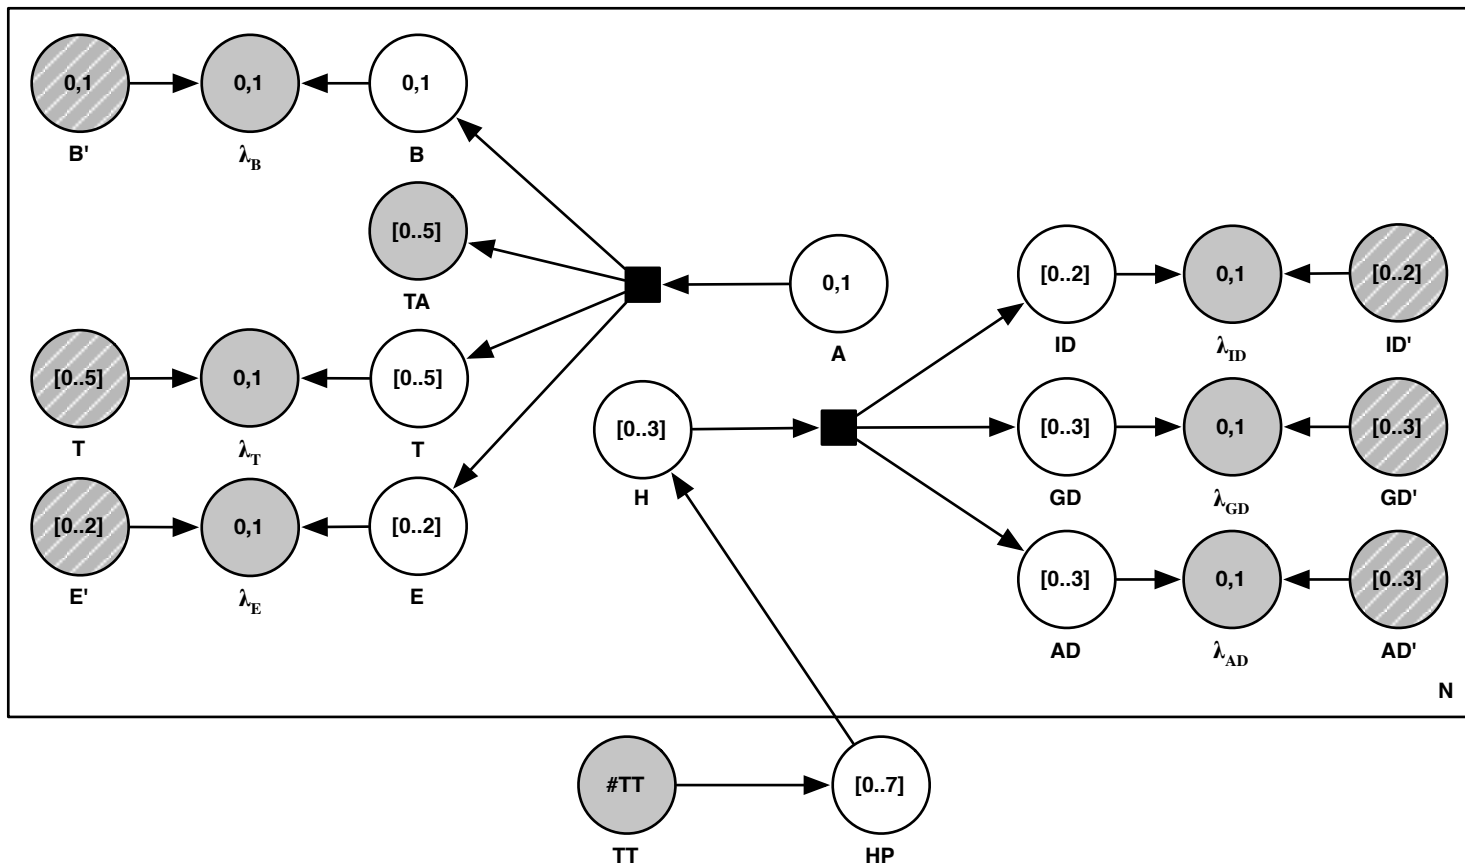 0,1 0,1 0,1
B' λB B
[0..5]
TA
0,1
A
[0..2] 0,1 [0..2]
ID λID ID'
[0..5] 0,1 [0..5]
T λT T
[0..3]
H
[0..3] 0,1 [0..3]
GD λGD GD'
[0..2] 0,1 [0..2]
E' λE E
[0..3] 0,1 [0..3]
AD λAD AD'
N
#TT [0..7]
TT HP